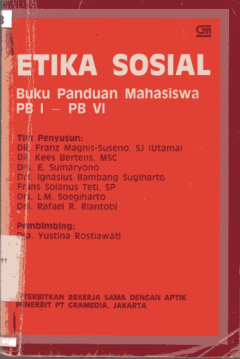 GM
ETIKA SOSIAL
Buku Panduan Mahasiswa
PB I - PB VI
Tim Penyusun:
DR. Franz Magnis-Suseno, SJ (Utama)
DR. Kees Bertens, MSC
Drs. E. Sumaryono
Drs. Ignasius Bambang Sugiharto
Frans Solanus Teti, SP
Drs. L.M. Soegiharto
Drs. Rafael R. Riantobi
Pembimbing:
Dra. Yustina Rostiawati
DITERBITKAN BEKERJA SAMA DENGAN APTIK
PENERBIT PT GRAMEDIA, JAKARTA